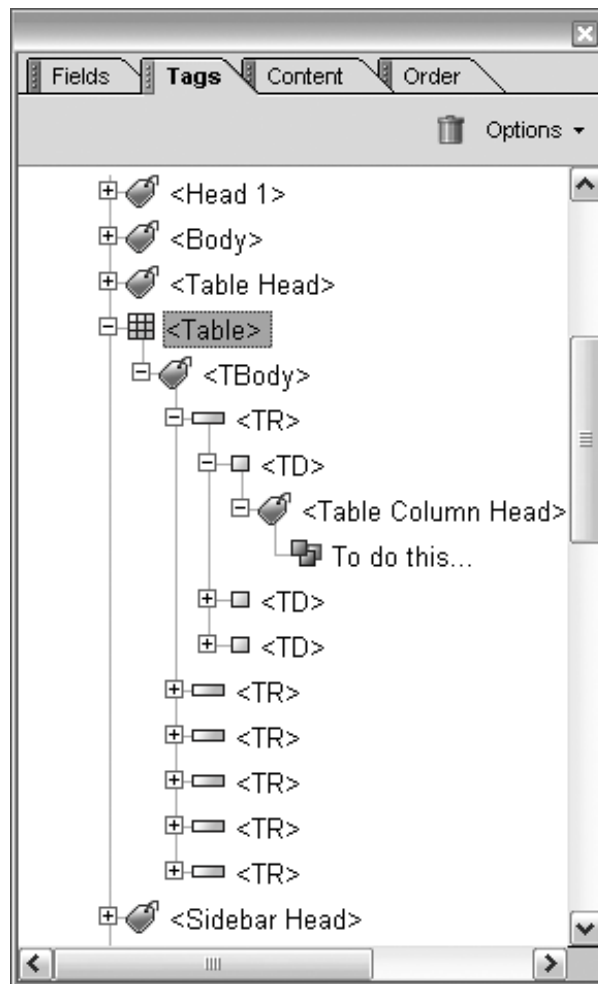 Fields Tags Content Order
Options
<Head 1>
<Body>
<Table Head>
<Table>
<TBody>
<TR>
<TD>
<Table Column Head>
To do this...
<TD>
<TD>
<TR>
<TR>
<TR>
<TR>
<TR>
<Sidebar Head>